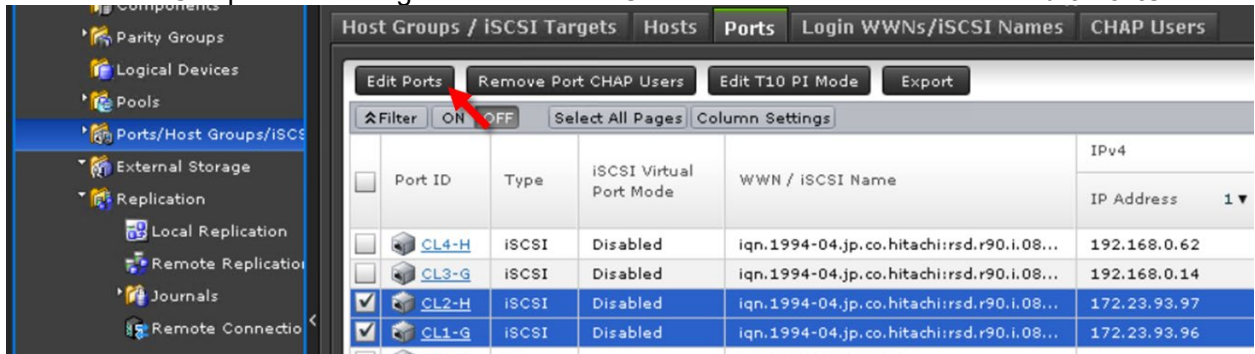 Components
Parity Groups
Logical Devices
Pools
Ports/Host Groups/iSCS
External Storage
Replication
Local Replication
Remote Replication
Journals
Remote Connectio
Host Groups / iSCSI Targets Hosts Ports Login WWNs/iSCSI Names CHAP Users
Edit Ports Remove Port CHAP Users Edit T10 PI Mode Export
Filter ON OFF Select All Pages Column Settings
Port ID Type iSCSI Virtual Port Mode WWN / iSCSI Name IPv4
IP Address 1
CL4-H iSCSI Disabled iqn.1994-04.jp.co.hitachi:rsd.r90.i.08... 192.168.0.62
CL3-G iSCSI Disabled iqn.1994-04.jp.co.hitachi:rsd.r90.i.08... 192.168.0.14
CL2-H iSCSI Disabled iqn.1994-04.jp.co.hitachi:rsd.r90.i.08... 172.23.93.97
CL1-G iSCSI Disabled iqn.1994-04.jp.co.hitachi:rsd.r90.i.08... 172.23.93.96